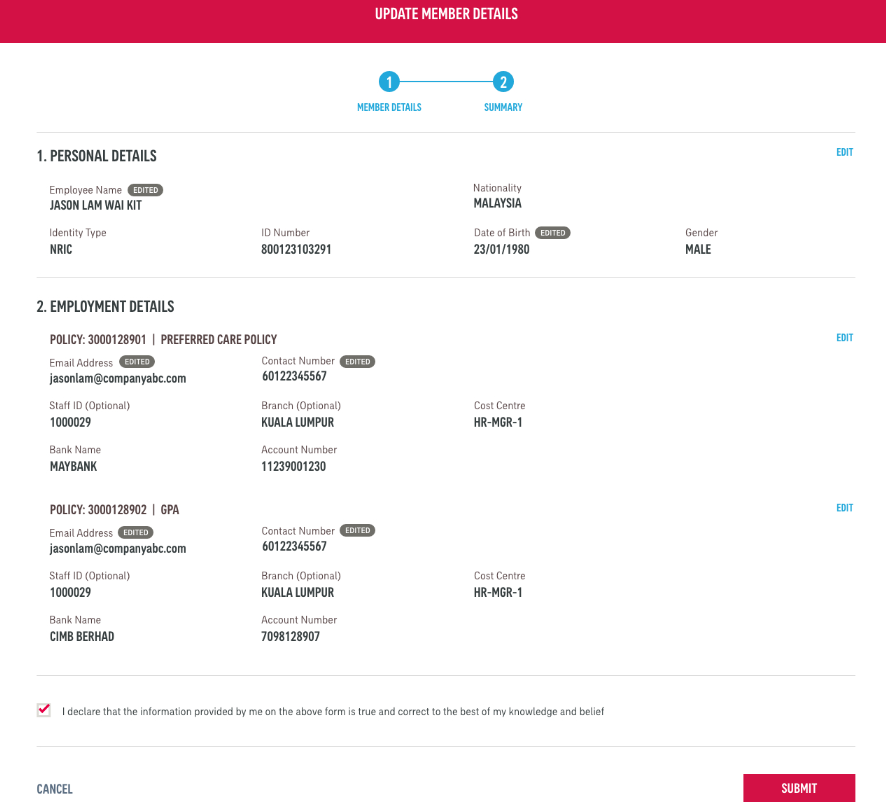 UPDATE MEMBER DETAILS
1 2
MEMBER DETAILS SUMMARY
1. PERSONAL DETAILS EDIT
Employee Name EDITED Nationality
JASON LAM WAI KIT MALAYSIA
Identity Type ID Number Date of Birth EDITED Gender
NRIC 800123103291 23/01/1980 MALE
2. EMPLOYMENT DETAILS
POLICY: 3000128901 | PREFERRED CARE POLICY EDIT
Email Address EDITED Contact Number EDITED
jasonlam@companyabc.com 60122345567
Staff ID (Optional) Branch (Optional) Cost Centre
1000029 KUALA LUMPUR HR-MGR-1
Bank Name Account Number
MAYBANK 11239001230
POLICY: 3000128902 | GPA EDIT
Email Address EDITED Contact Number EDITED
jasonlam@companyabc.com 60122345567
Staff ID (Optional) Branch (Optional) Cost Centre
1000029 KUALA LUMPUR HR-MGR-1
Bank Name Account Number
CIMB BERHAD 7098128907
I declare that the information provided by me on the above form is true and correct to the best of my knowledge and belief
CANCEL SUBMIT